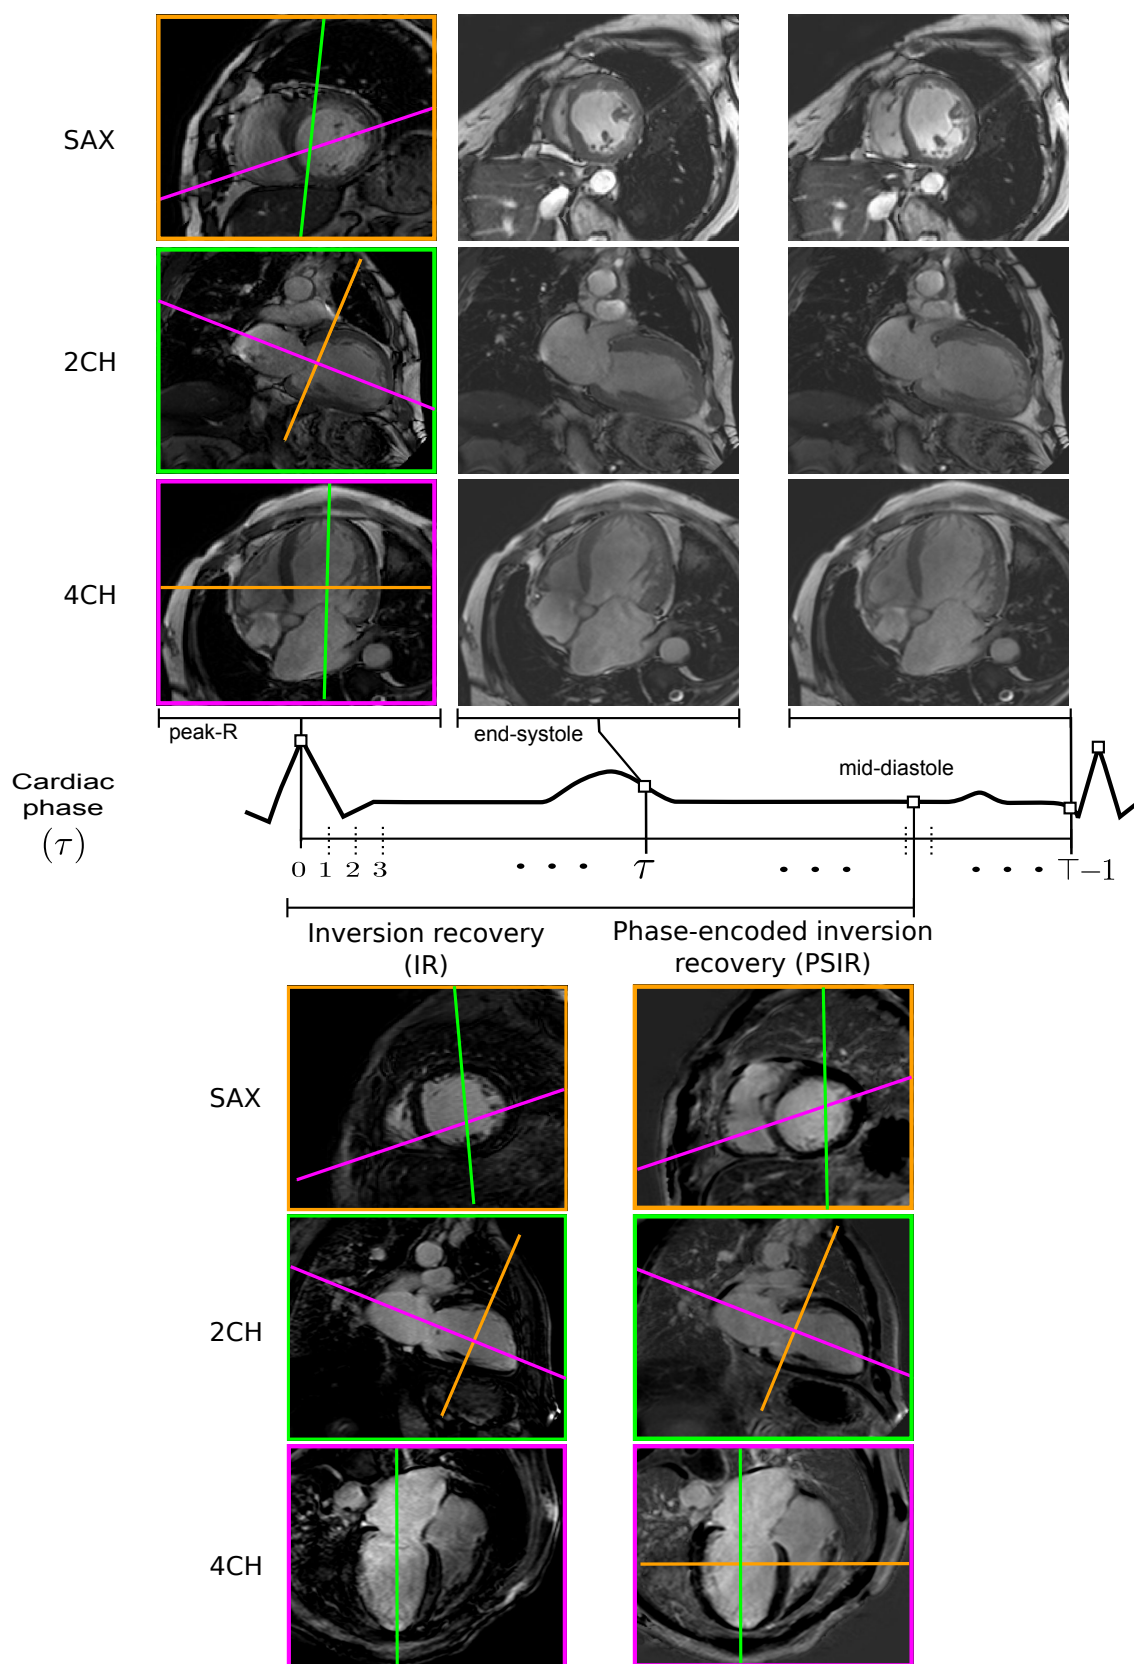 SAX
2CH
4CH
peak-R
end-systole
mid-diastole
Cardiac
phase
(τ)
0 1 2 3 . . . τ . . . . . . T-1
Inversion recovery
(IR)
Phase-encoded inversion
recovery (PSIR)
SAX
2CH
4CH